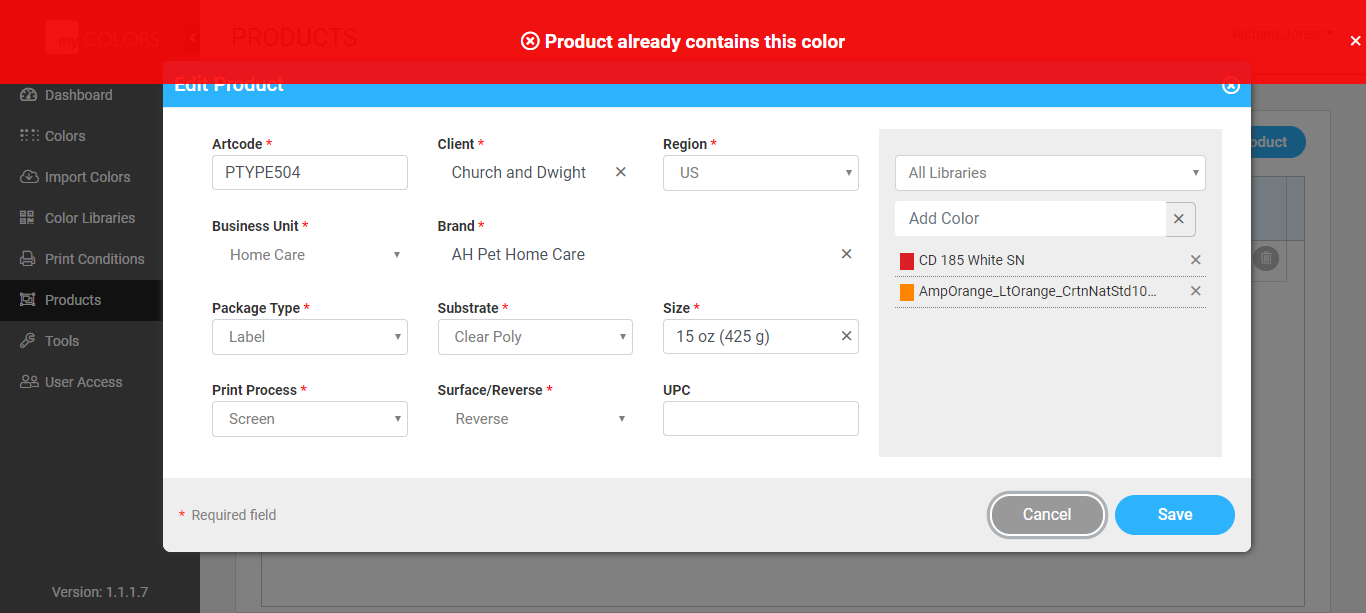 my COLORS
PRODUCTS
Product already contains this color
Richard Jones
Edit Product
Dashboard
Colors
Import Colors
Color Libraries
Print Conditions
Products
Tools
User Access
Version: 1.1.1.7
Artcode *
PTYPE504
Client *
Church and Dwight
Region *
US
Business Unit *
Home Care
Brand *
AH Pet Home Care
Package Type *
Label
Substrate *
Clear Poly
Size *
15 oz (425 g)
Print Process *
Screen
Surface/Reverse *
Reverse
UPC
All Libraries
Add Color
CD 185 White SN
AmpOrange_LtOrange_CrtnNatStd10...
* Required field
Cancel
Save
oduct